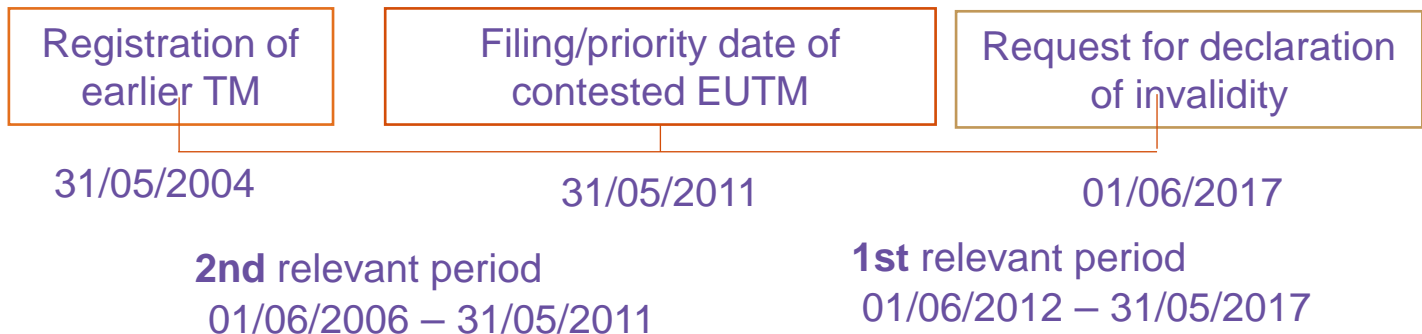 Registration of
earlier TM
Filing/priority date of
contested EUTM
Request for declaration
of invalidity
31/05/2004
31/05/2011
01/06/2017
2nd relevant period
01/06/2006 – 31/05/2011
1st relevant period
01/06/2012 – 31/05/2017